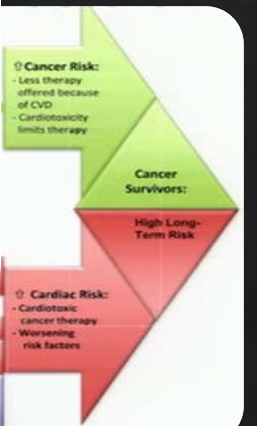 ⇧Cancer Risk:
- Less therapy
offered because
of CVD
- Cardiotoxicity
limits therapy
Cancer
Survivors:
High Long-
Term Risk
⇧ Cardiac Risk:
- Cardiotoxic
cancer therapy
- Worsening
risk factors